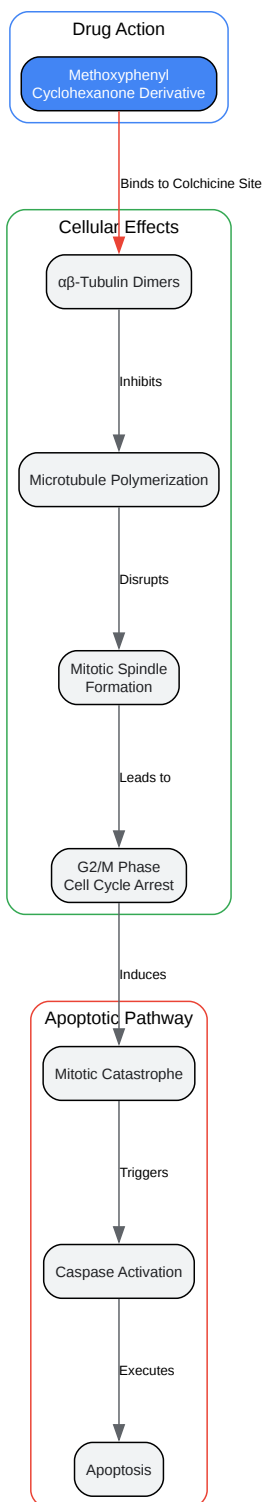 Drug Action
Methoxyphenyl
Cyclohexanone Derivative
Binds to Colchicine Site
Cellular Effects
αβ-Tubulin Dimers
Inhibits
Microtubule Polymerization
Disrupts
Mitotic Spindle
Formation
Leads to
G2/M Phase
Cell Cycle Arrest
Induces
Apoptotic Pathway
Mitotic Catastrophe
Triggers
Caspase Activation
Executes
Apoptosis